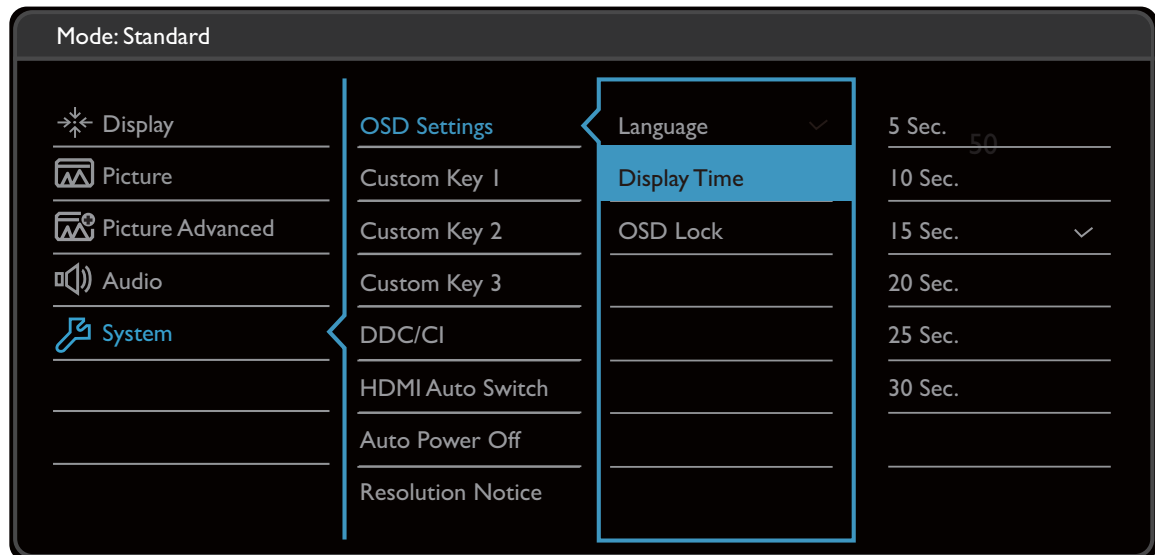 Mode: Standard
Display
Picture
Picture Advanced
Audio
System
OSD Settings
Custom Key 1
Custom Key 2
Custom Key 3
DDC/CI
HDMI Auto Switch
Auto Power Off
Resolution Notice
Language
Display Time
OSD Lock
5 Sec.
50
10 Sec.
15 Sec.
20 Sec.
25 Sec.
30 Sec.